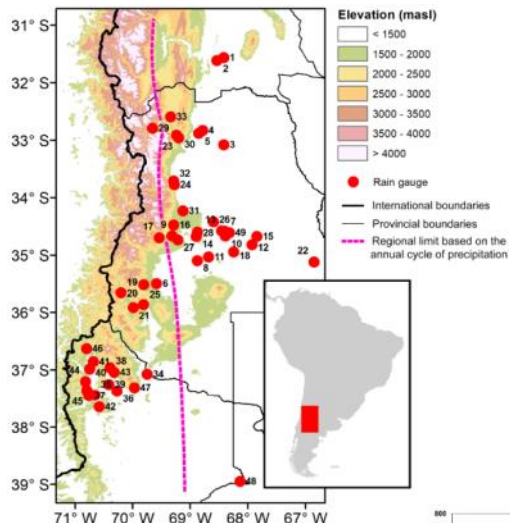 31° S
32° S
33° S
34° S
35° S
36° S
37° S
38° S
39° S
71° W
70° W
69° W
68° W
67° W
1
2
33
29
4
23
30
5
3
32
24
31
17
9
16
13
26
7
28
49
27
14
10
15
12
18
11
8
22
19
6
20
25
21
46
41
38
44
40
43
34
35
39
47
45
37
36
42
48
Elevation (masl)
< 1500
1500 - 2000
2000 - 2500
2500 - 3000
3000 - 3500
3500 - 4000
> 4000
Rain gauge
International boundaries
Provincial boundaries
Regional limit based on the
annual cycle of precipitation
800